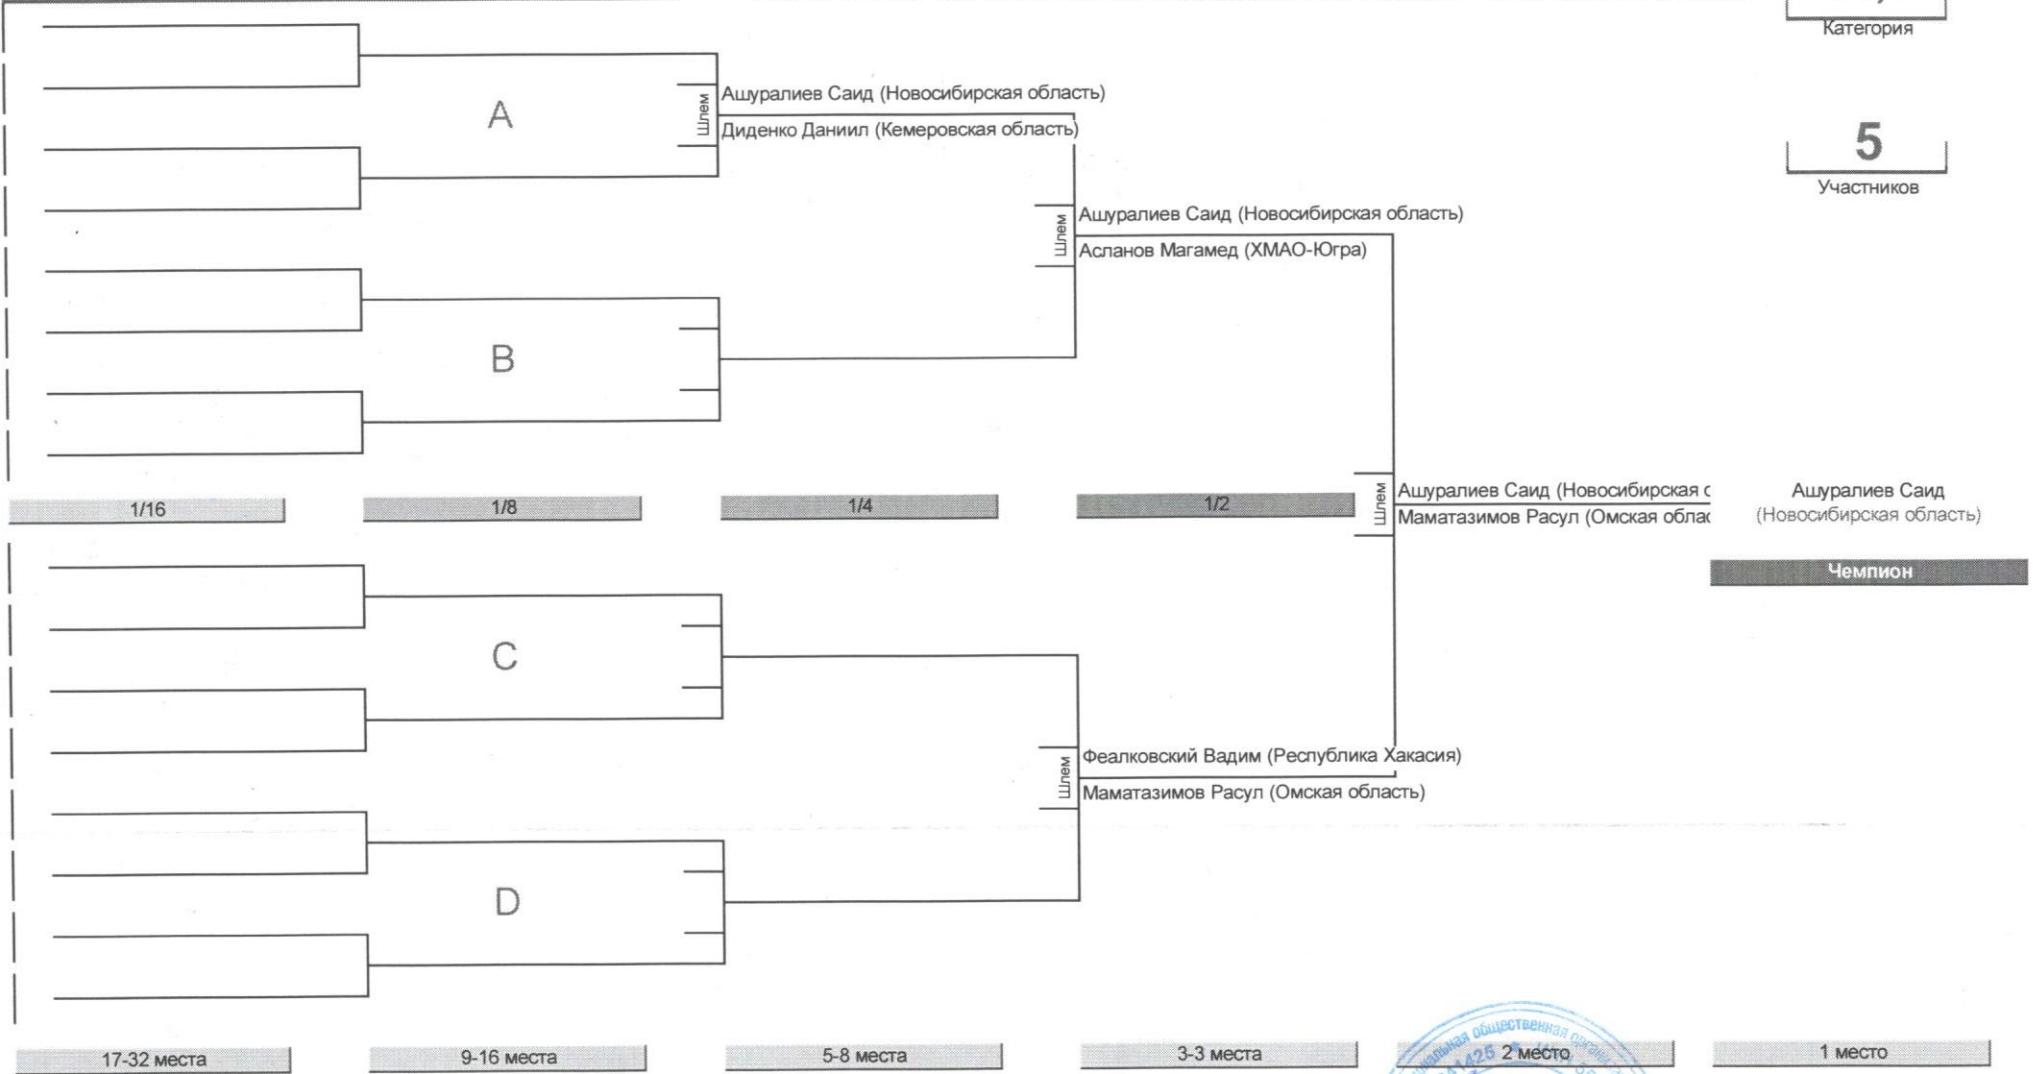 Категория
Ашуралиев Саид (Новосибирская область)
A
Шлем
Диденко Даниил (Кемеровская область)
5
Участников
Ашуралиев Саид (Новосибирская область)
Шлем
Асланов Магамед (ХМАО-Югра)
B
1/16
1/8
1/4
1/2
Шлем
Ашуралиев Саид (Новосибирская с
Маматазимов Расул (Омская облас
Ашуралиев Саид
(Новосибирская область)
Чемпион
C
Феалковский Вадим (Республика Хакасия)
Шлем
Маматазимов Расул (Омская область)
D
17-32 места
9-16 места
5-8 места
3-3 места
2 место
1 место
общественная